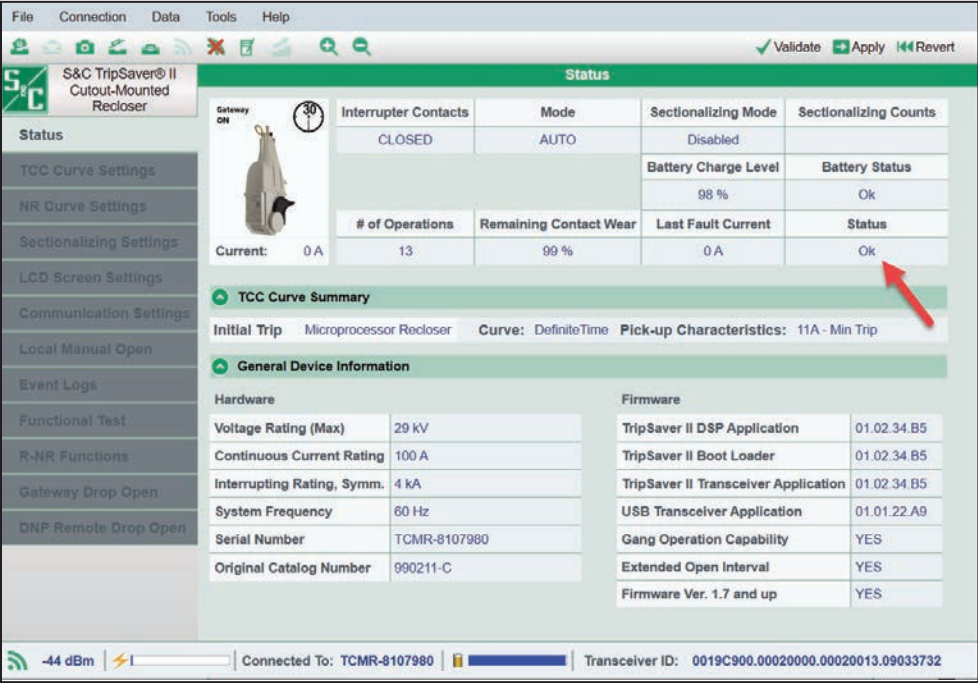 File Connection Data Tools Help
Validate Apply Revert
S&C
S&C TripSaver® II
Cutout-Mounted
Recloser
Status
Status
TCC Curve Settings
NR Curve Settings
Sectionalizing Settings
LCD Screen Settings
Communication Settings
Local Manual Open
Event Logs
Functional Test
R-NR Functions
Gateway Drop Open
DNP Remote Drop Open
Gateway
ON
30
Current: 0 A
Interrupter Contacts Mode Sectionalizing Mode Sectionalizing Counts
CLOSED AUTO Disabled
Battery Charge Level Battery Status
98 % Ok
# of Operations Remaining Contact Wear Last Fault Current Status
13 99 % 0 A Ok
TCC Curve Summary
Initial Trip Microprocessor Recloser Curve: DefiniteTime Pick-up Characteristics: 11A - Min Trip
General Device Information
Hardware
Voltage Rating (Max) 29 kV
Continuous Current Rating 100 A
Interrupting Rating, Symm. 4 kA
System Frequency 60 Hz
Serial Number TCMR-8107980
Original Catalog Number 990211-C
Firmware
TripSaver II DSP Application 01.02.34.B5
TripSaver II Boot Loader 01.02.34.B5
TripSaver II Transceiver Application 01.02.34.B5
USB Transceiver Application 01.01.22.A9
Gang Operation Capability YES
Extended Open Interval YES
Firmware Ver. 1.7 and up YES
-44 dBm Connected To: TCMR-8107980 Transceiver ID: 0019C900.00020000.00020013.09033732